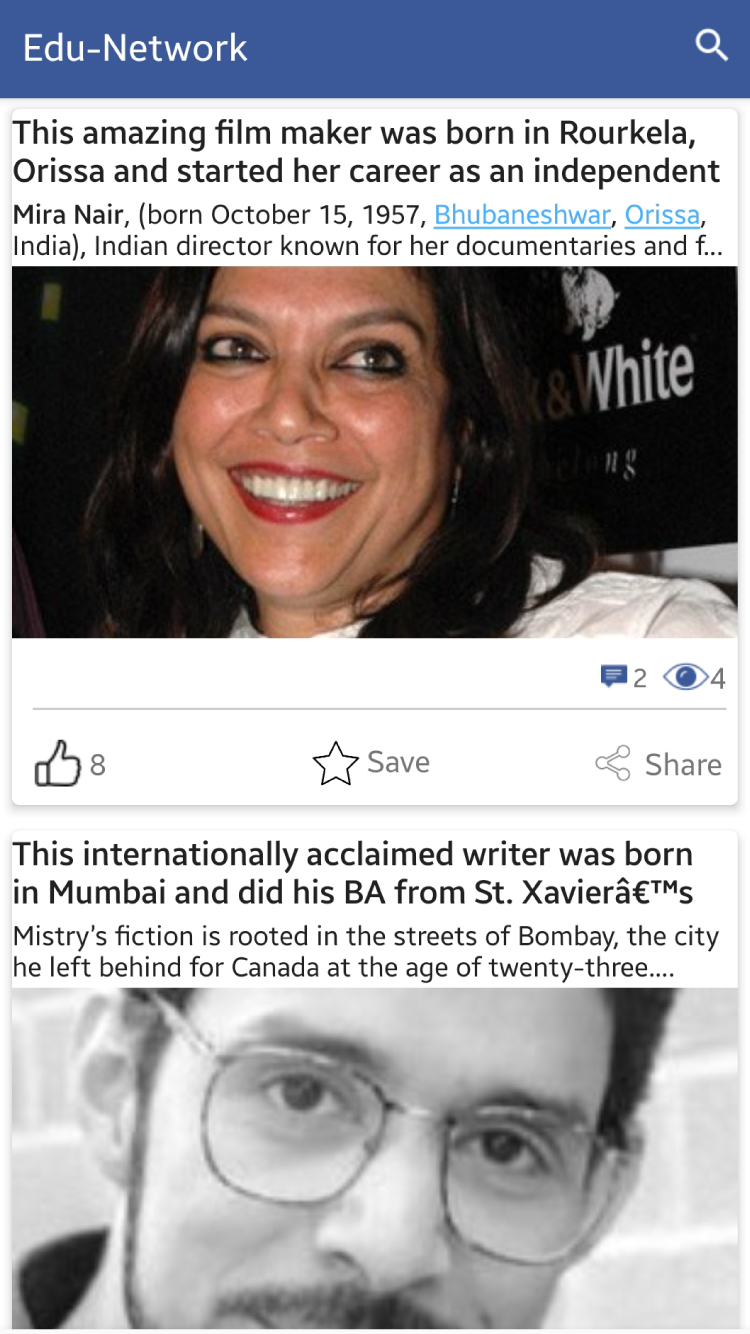 Edu-Network
This amazing film maker was born in Rourkela,
Orissa and started her career as an independent
Mira Nair, (born October 15, 1957, Bhubaneshwar, Orissa,
India), Indian director known for her documentaries and f...
&White
2
4
8
Save
Share
This internationally acclaimed writer was born
in Mumbai and did his BA from St. Xavierâ€™s
Mistry’s fiction is rooted in the streets of Bombay, the city
he left behind for Canada at the age of twenty-three....